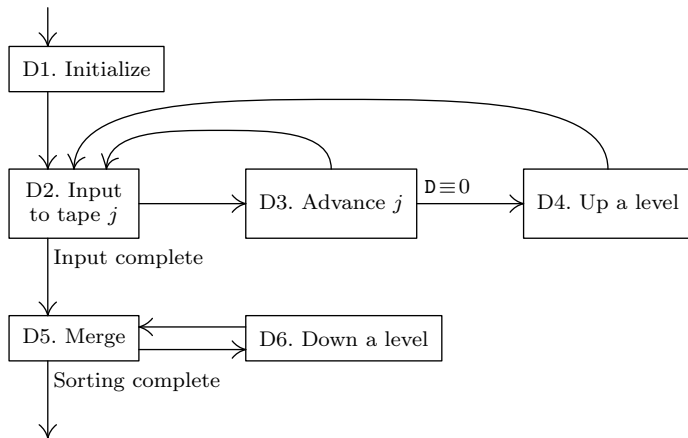 D1. Initialize
D2. Input
to tape j
D3. Advance j
D≡0
D4. Up a level
Input complete
D5. Merge
D6. Down a level
Sorting complete